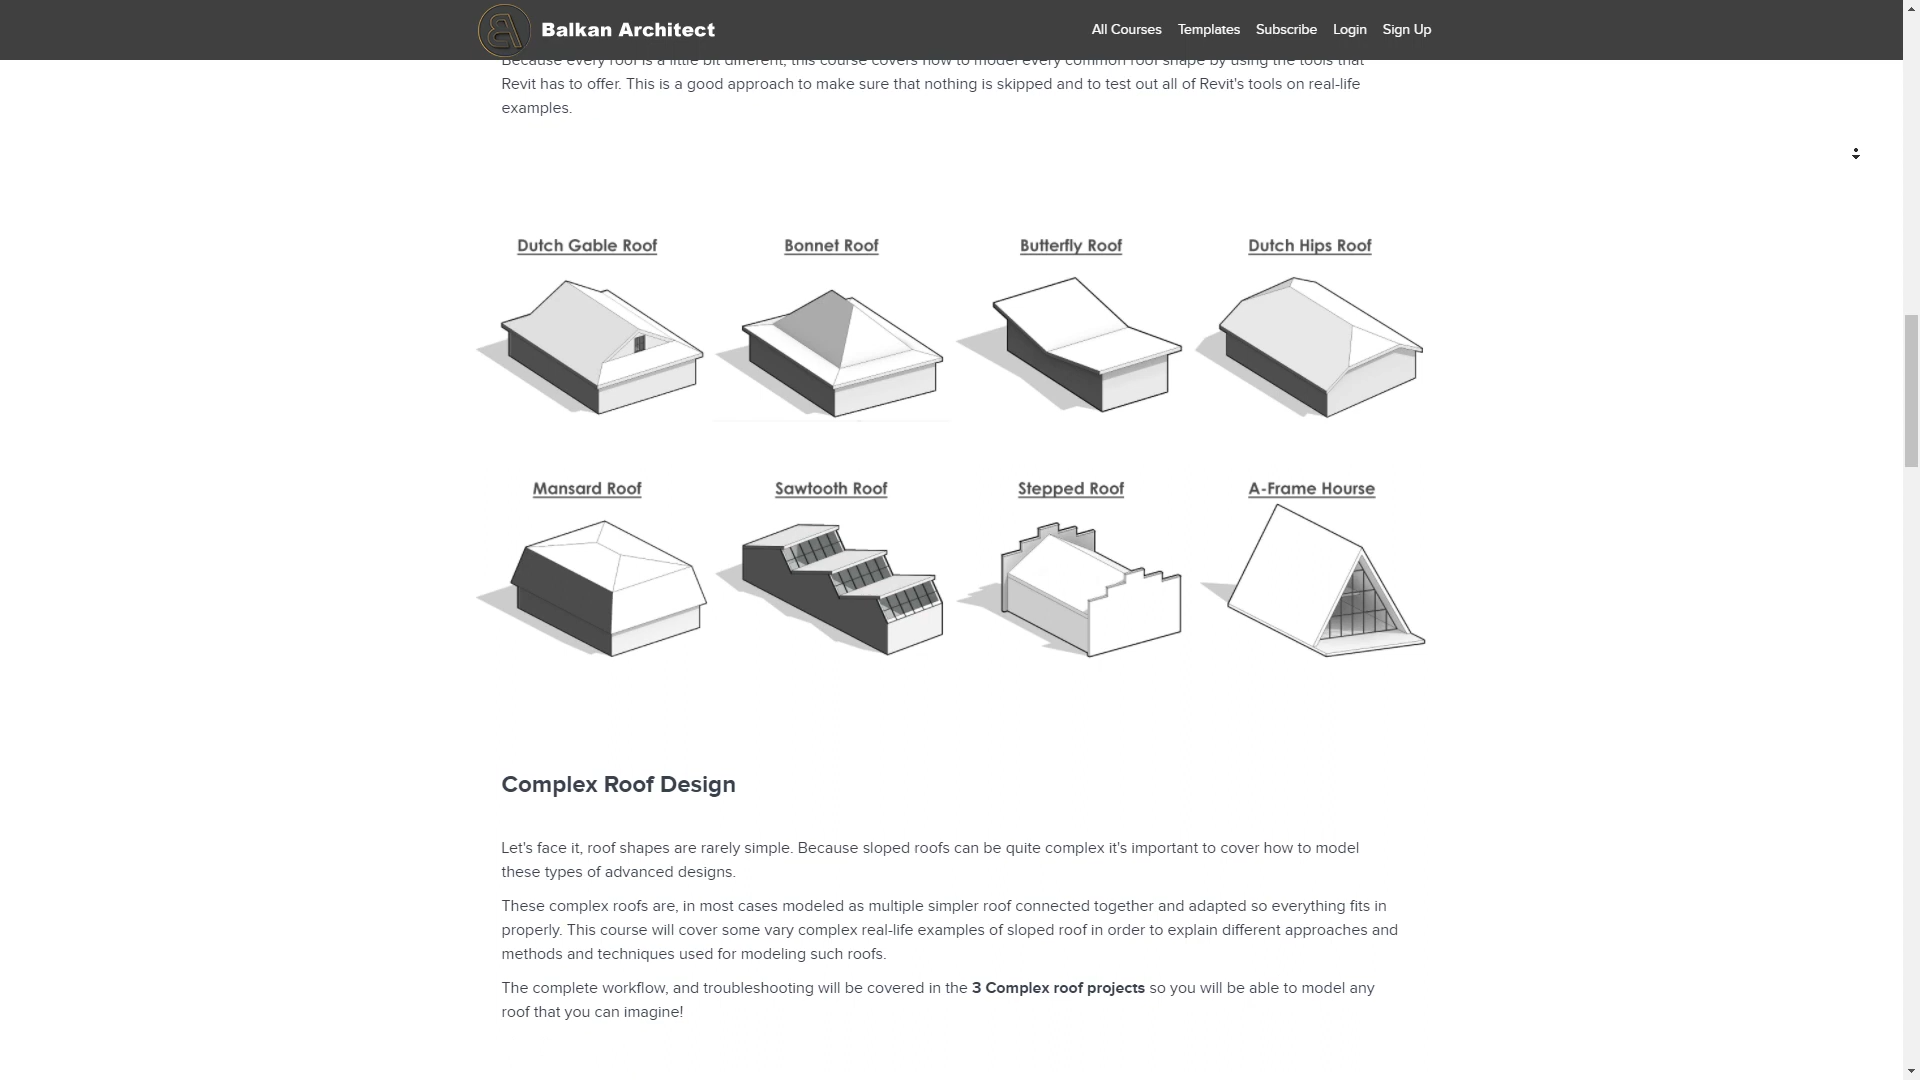 Balkan Architect
All Courses Templates Subscribe Login Sign Up
Because every roof is a little bit different, this course covers how to model every common roof shape by using the tools that
Revit has to offer. This is a good approach to make sure that nothing is skipped and to test out all of Revit's tools on real-life
examples.
Dutch Gable Roof Bonnet Roof Butterfly Roof Dutch Hips Roof
Mansard Roof Sawtooth Roof Stepped Roof A-Frame Hourse
Complex Roof Design
Let's face it, roof shapes are rarely simple. Because sloped roofs can be quite complex it's important to cover how to model
these types of advanced designs.
These complex roofs are, in most cases modeled as multiple simpler roof connected together and adapted so everything fits in
properly. This course will cover some vary complex real-life examples of sloped roof in order to explain different approaches and
methods and techniques used for modeling such roofs.
The complete workflow, and troubleshooting will be covered in the 3 Complex roof projects so you will be able to model any
roof that you can imagine!